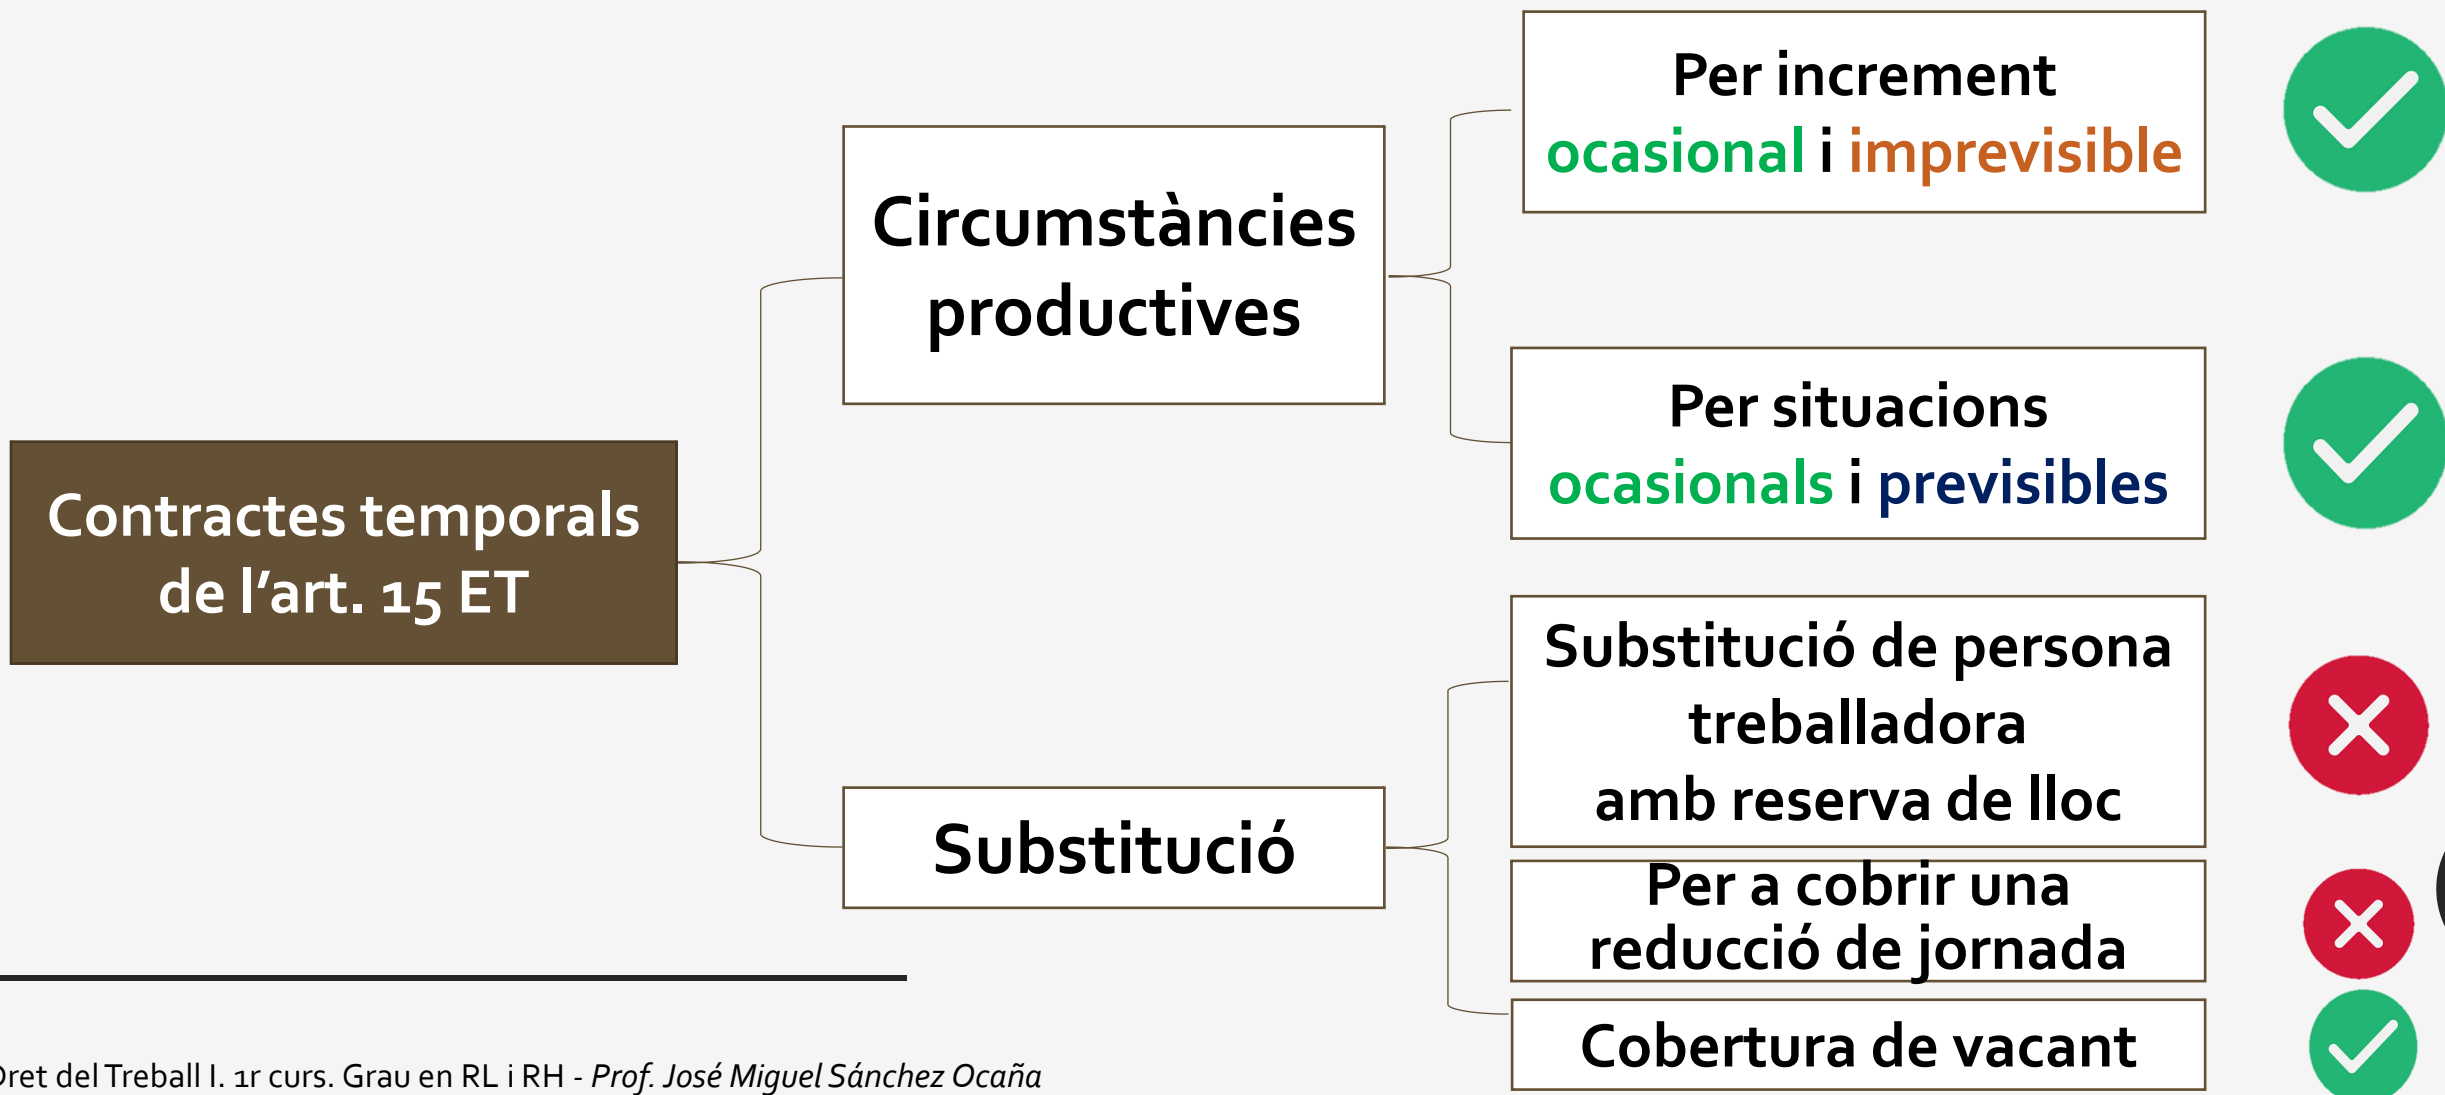 Per increment
ocasional i imprevisible
Circumstàncies
productives
Per situacions
ocasionals i previsibles
Contractes temporals
de l’art. 15 ET
Substitució de persona
treballadora
amb reserva de lloc
Substitució
Per a cobrir una
reducció de jornada
Cobertura de vacant
Dret del Treball I. 1r curs. Grau en RL i RH - Prof. José Miguel Sánchez Ocaña